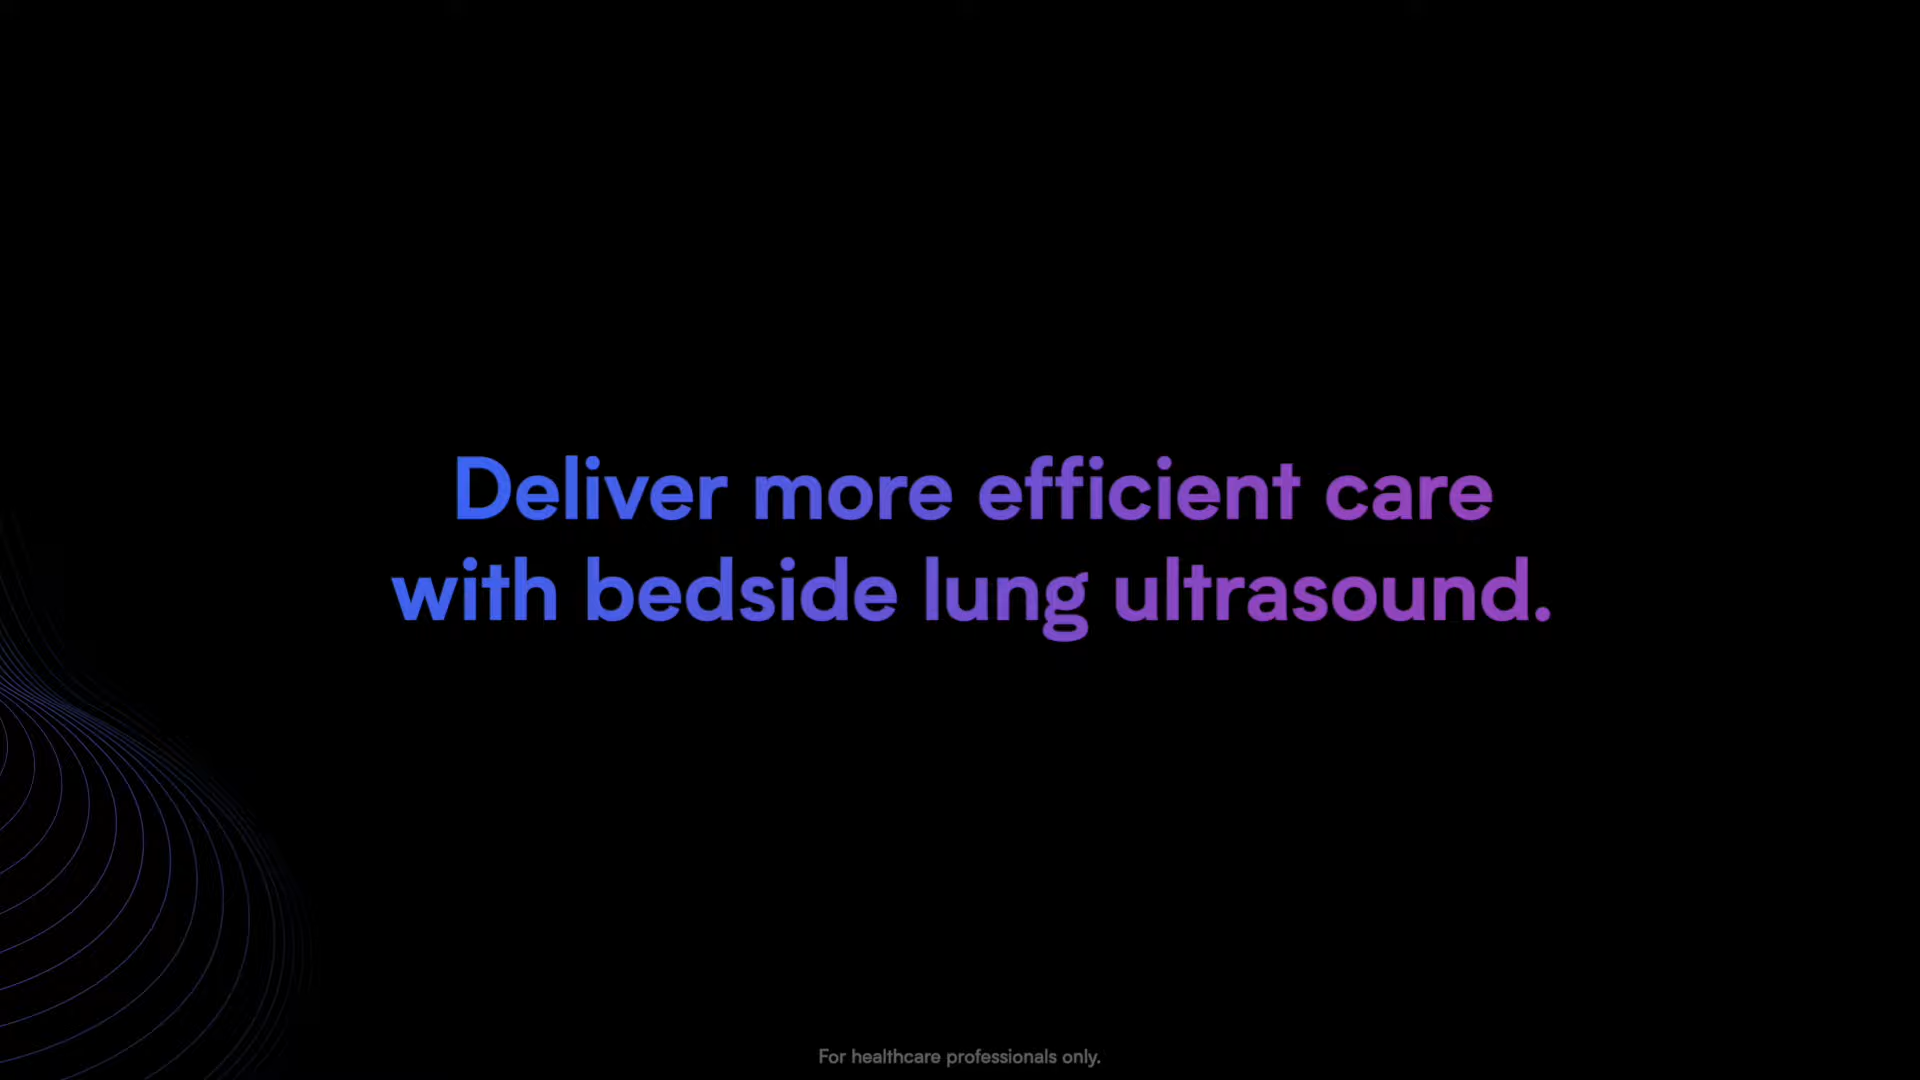 Deliver more efficient care
with bedside lung ultrasound.
For healthcare professionals only.